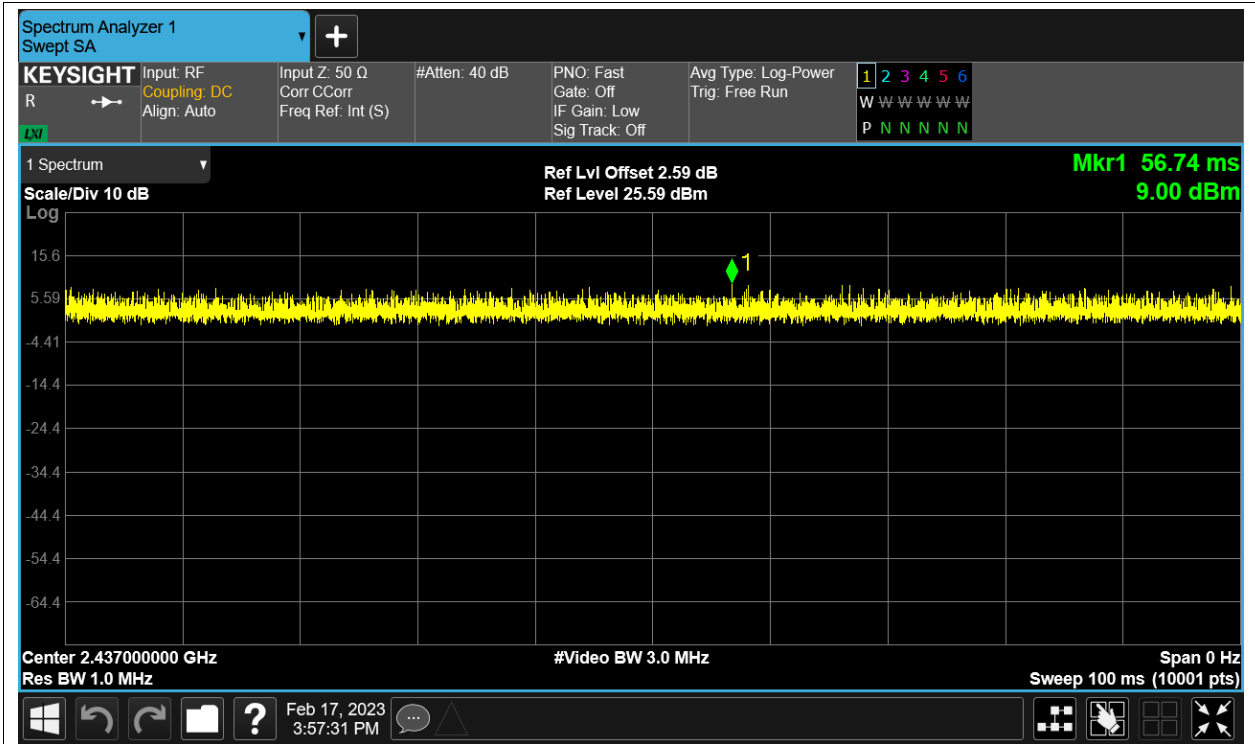 Spectrum Analyzer 1
Swept SA
KEYSIGHT
R
LXI
Input: RF
Coupling: DC
Align: Auto
Input Z: 50 Ω
Corr CCorr
Freq Ref: Int (S)
#Atten: 40 dB
PNO: Fast
Gate: Off
IF Gain: Low
Sig Track: Off
Avg Type: Log-Power
Trig: Free Run
1 2 3 4 5 6
W W W W W W
P N N N N N
1 Spectrum
Scale/Div 10 dB
Log
Ref Lvl Offset 2.59 dB
Ref Level 25.59 dBm
Mkr1 56.74 ms
9.00 dBm
1
15.6
5.59
-4.41
-14.4
-24.4
-34.4
-44.4
-54.4
-64.4
Center 2.437000000 GHz
Res BW 1.0 MHz
#Video BW 3.0 MHz
Span 0 Hz
Sweep 100 ms (10001 pts)
?
Feb 17, 2023
3:57:31 PM